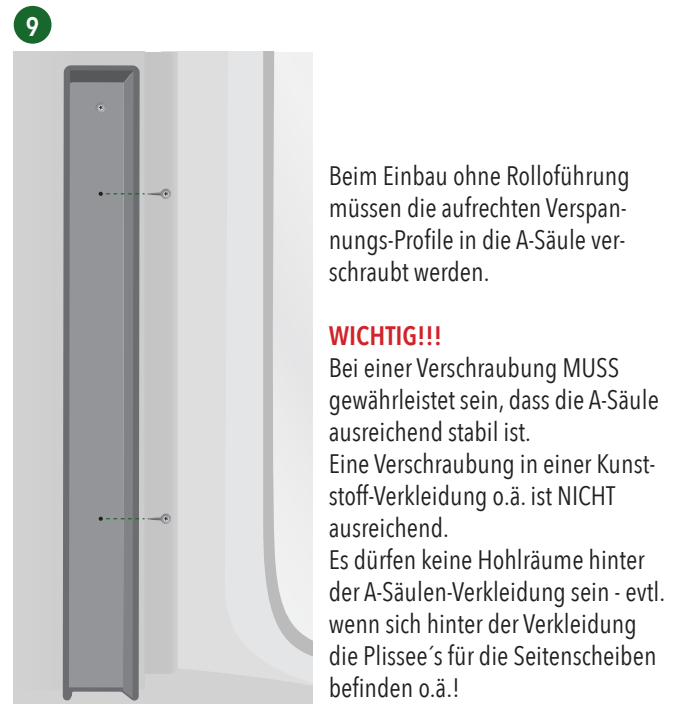 9
Beim Einbau ohne Rolloführung
müssen die aufrechten Verspan-
nungs-Profile in die A-Säule ver-
schraubt werden.
WICHTIG!!!
Bei einer Verschraubung MUSS
gewährleistet sein, dass die A-Säule
ausreichend stabil ist.
Eine Verschraubung in einer Kunst-
stoff-Verkleidung o.ä. ist NICHT
ausreichend.
Es dürfen keine Hohlräume hinter
der A-Säulen-Verkleidung sein - evtl.
wenn sich hinter der Verkleidung
die Plissee´s für die Seitenscheiben
befinden o.ä.!